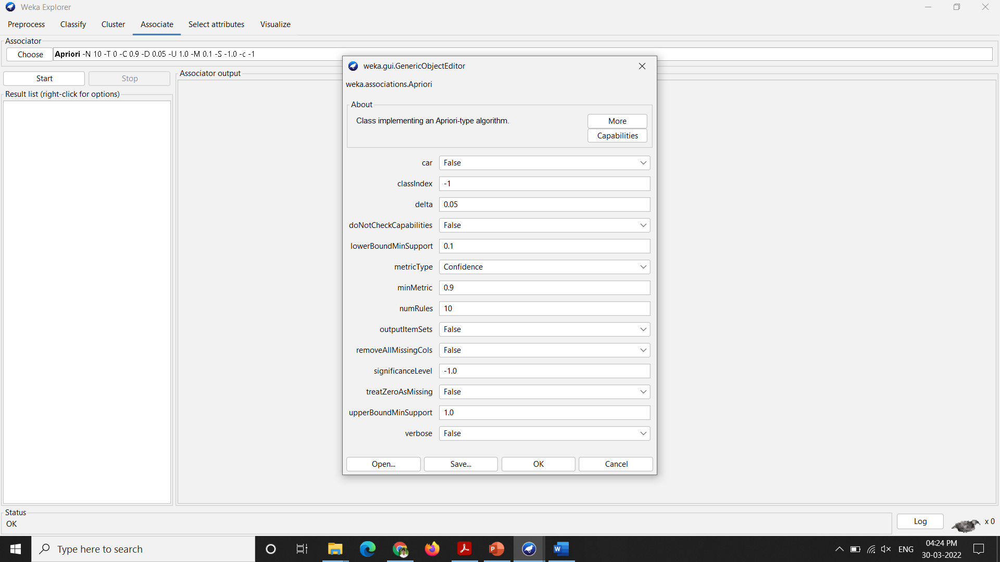 Weka Explorer
Preprocess Classify Cluster Associate Select attributes Visualize
Associator
Choose Apriori -N 10 -T 0 -C 0.9 -D 0.05 -U 1.0 -M 0.1 -S -1.0 -c -1
Start Stop
Result list (right-click for options)
Associator output
weka.gui.GenericObjectEditor
weka.associations.Apriori
About
Class implementing an Apriori-type algorithm.
More
Capabilities
car False
classIndex -1
delta 0.05
doNotCheckCapabilities False
lowerBoundMinSupport 0.1
metricType Confidence
minMetric 0.9
numRules 10
outputItemSets False
removeAllMissingCols False
significanceLevel -1.0
treatZeroAsMissing False
upperBoundMinSupport 1.0
verbose False
Open... Save... OK Cancel
Status
OK
Log x 0
Type here to search
ENG
04:24 PM
30-03-2022